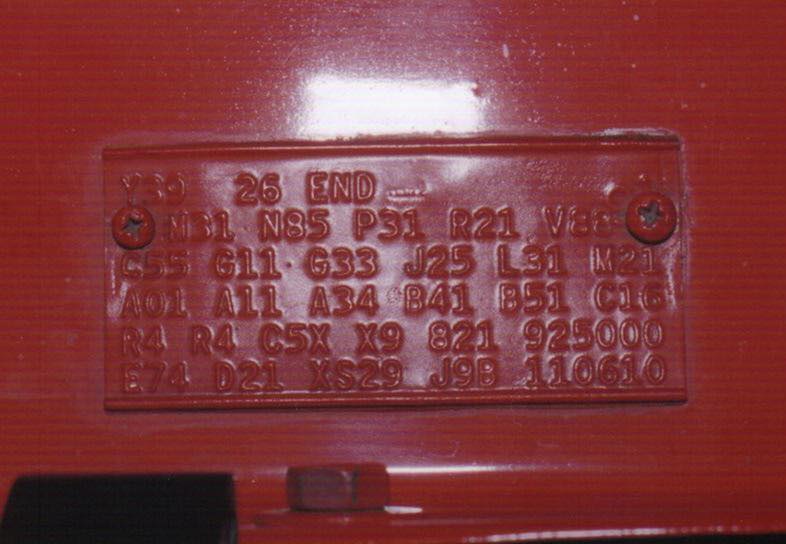 Y39 26 END
M31 N85 P31 R21 V88
C55 G11 G33 J25 L31 M21
A01 A11 A34 B41 B51 C16
R4 R4 C5X X9 821 925000
E74 D21 XS29 J9B 110610